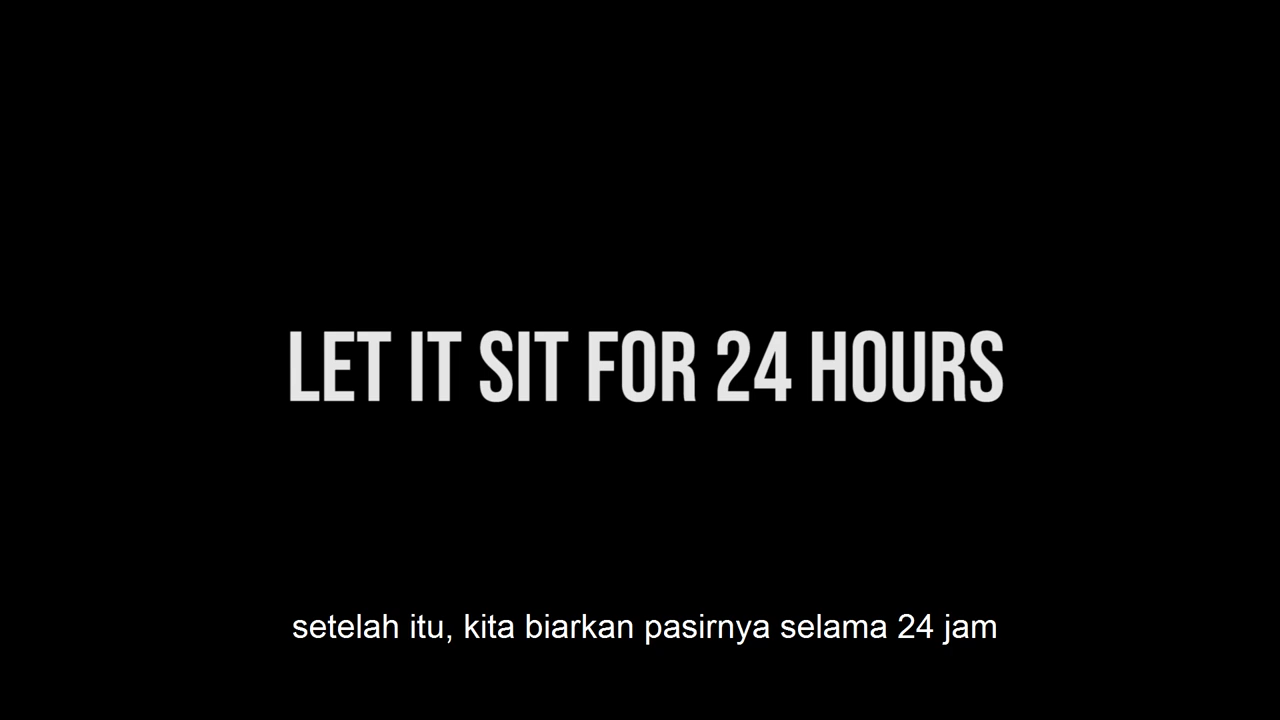 LET IT SIT FOR 24 HOURS
setelah itu, kita biarkan pasirnya selama 24 jam